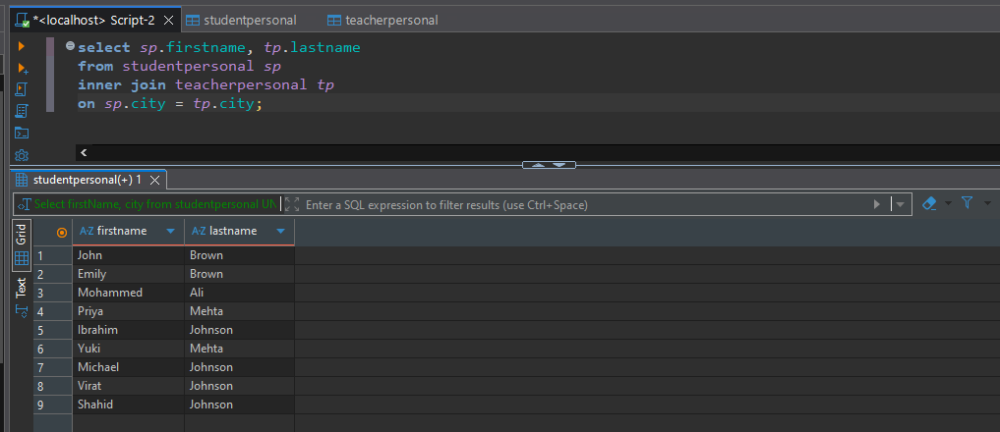 *<localhost> Script-2
studentpersonal
teacherpersonal
select sp.firstname, tp.lastname
from studentpersonal sp
inner join teacherpersonal tp
on sp.city = tp.city;
studentpersonal(+) 1
Select firstName, city from studentpersonal UN
Enter a SQL expression to filter results (use Ctrl+Space)
Grid
Text
A-Z firstname A-Z lastname
1 John Brown
2 Emily Brown
3 Mohammed Ali
4 Priya Mehta
5 Ibrahim Johnson
6 Yuki Mehta
7 Michael Johnson
8 Virat Johnson
9 Shahid Johnson